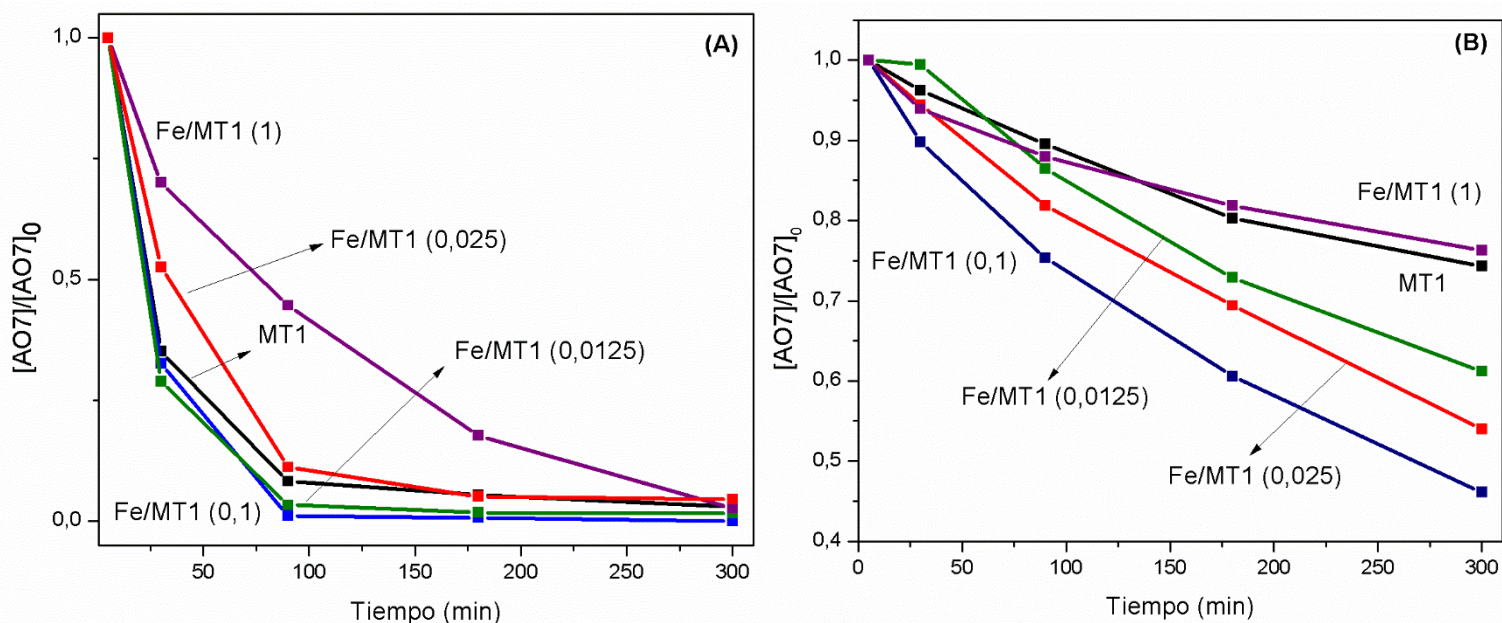 (A)
1,0
0,5
0,0
[AO7]/[AO7]0
Fe/MT1 (1)
Fe/MT1 (0,025)
MT1
Fe/MT1 (0,0125)
Fe/MT1 (0,1)
50
100
150
200
250
300
Tiempo (min)
(B)
1,0
0,9
0,8
0,7
0,6
0,5
0,4
[AO7]/[AO7]0
Fe/MT1 (1)
Fe/MT1 (0,1)
MT1
Fe/MT1 (0,0125)
Fe/MT1 (0,025)
0
50
100
150
200
250
300
Tiempo (min)